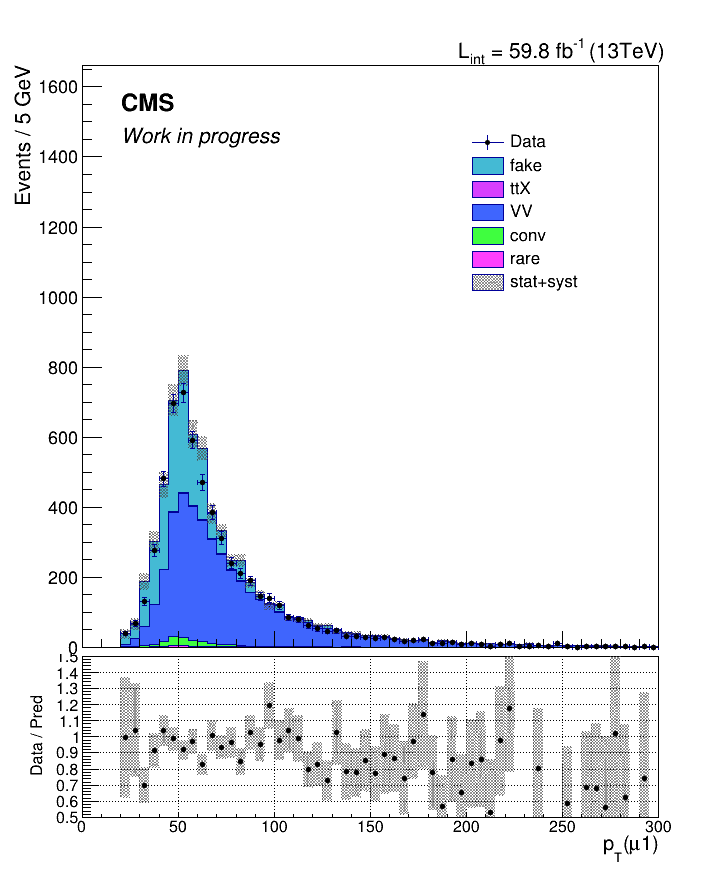 L_int = 59.8 fb^-1 (13TeV)
Events / 5 GeV
1600
1400
1200
1000
800
600
400
200
0
CMS
Work in progress
Data
fake
ttX
VV
conv
rare
stat+syst
Data / Pred
1.5
1.4
1.3
1.2
1.1
1
0.9
0.8
0.7
0.6
0.5
0 50 100 150 200 250 300
p_T(μ1)